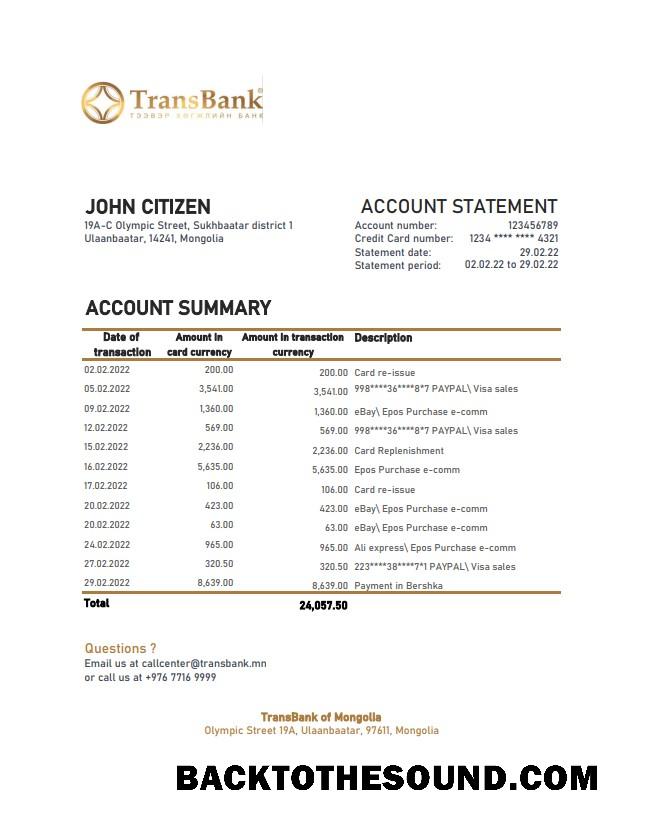 TransBank®
ТЭЭВЭР ХӨГЖЛИЙН БАНК
JOHN CITIZEN
19A-C Olympic Street, Sukhbaatar district 1
Ulaanbaatar, 14241, Mongolia
ACCOUNT STATEMENT
Account number: 123456789
Credit Card number: 1234 **** **** 4321
Statement date: 29.02.22
Statement period: 02.02.22 to 29.02.22
ACCOUNT SUMMARY
Date of transaction Amount in card currency Amount in transaction currency Description
02.02.2022 200.00 200.00 Card re-issue
05.02.2022 3,541.00 3,541.00 998****36****8*7 PAYPAL\ Visa sales
09.02.2022 1,360.00 1,360.00 eBay\ Epos Purchase e-comm
12.02.2022 569.00 569.00 998****36****8*7 PAYPAL\ Visa sales
15.02.2022 2,236.00 2,236.00 Card Replenishment
16.02.2022 5,635.00 5,635.00 Epos Purchase e-comm
17.02.2022 106.00 106.00 Card re-issue
20.02.2022 423.00 423.00 eBay\ Epos Purchase e-comm
20.02.2022 63.00 63.00 eBay\ Epos Purchase e-comm
24.02.2022 965.00 965.00 Ali express\ Epos Purchase e-comm
27.02.2022 320.50 320.50 223****38****7*1 PAYPAL\ Visa sales
29.02.2022 8,639.00 8,639.00 Payment in Bershka
Total 24,057.50
Questions ?
Email us at callcenter@transbank.mn
or call us at +976 7716 9999
TransBank of Mongolia
Olympic Street 19A, Ulaanbaatar, 97611, Mongolia
BACKTOTHESOUND.COM